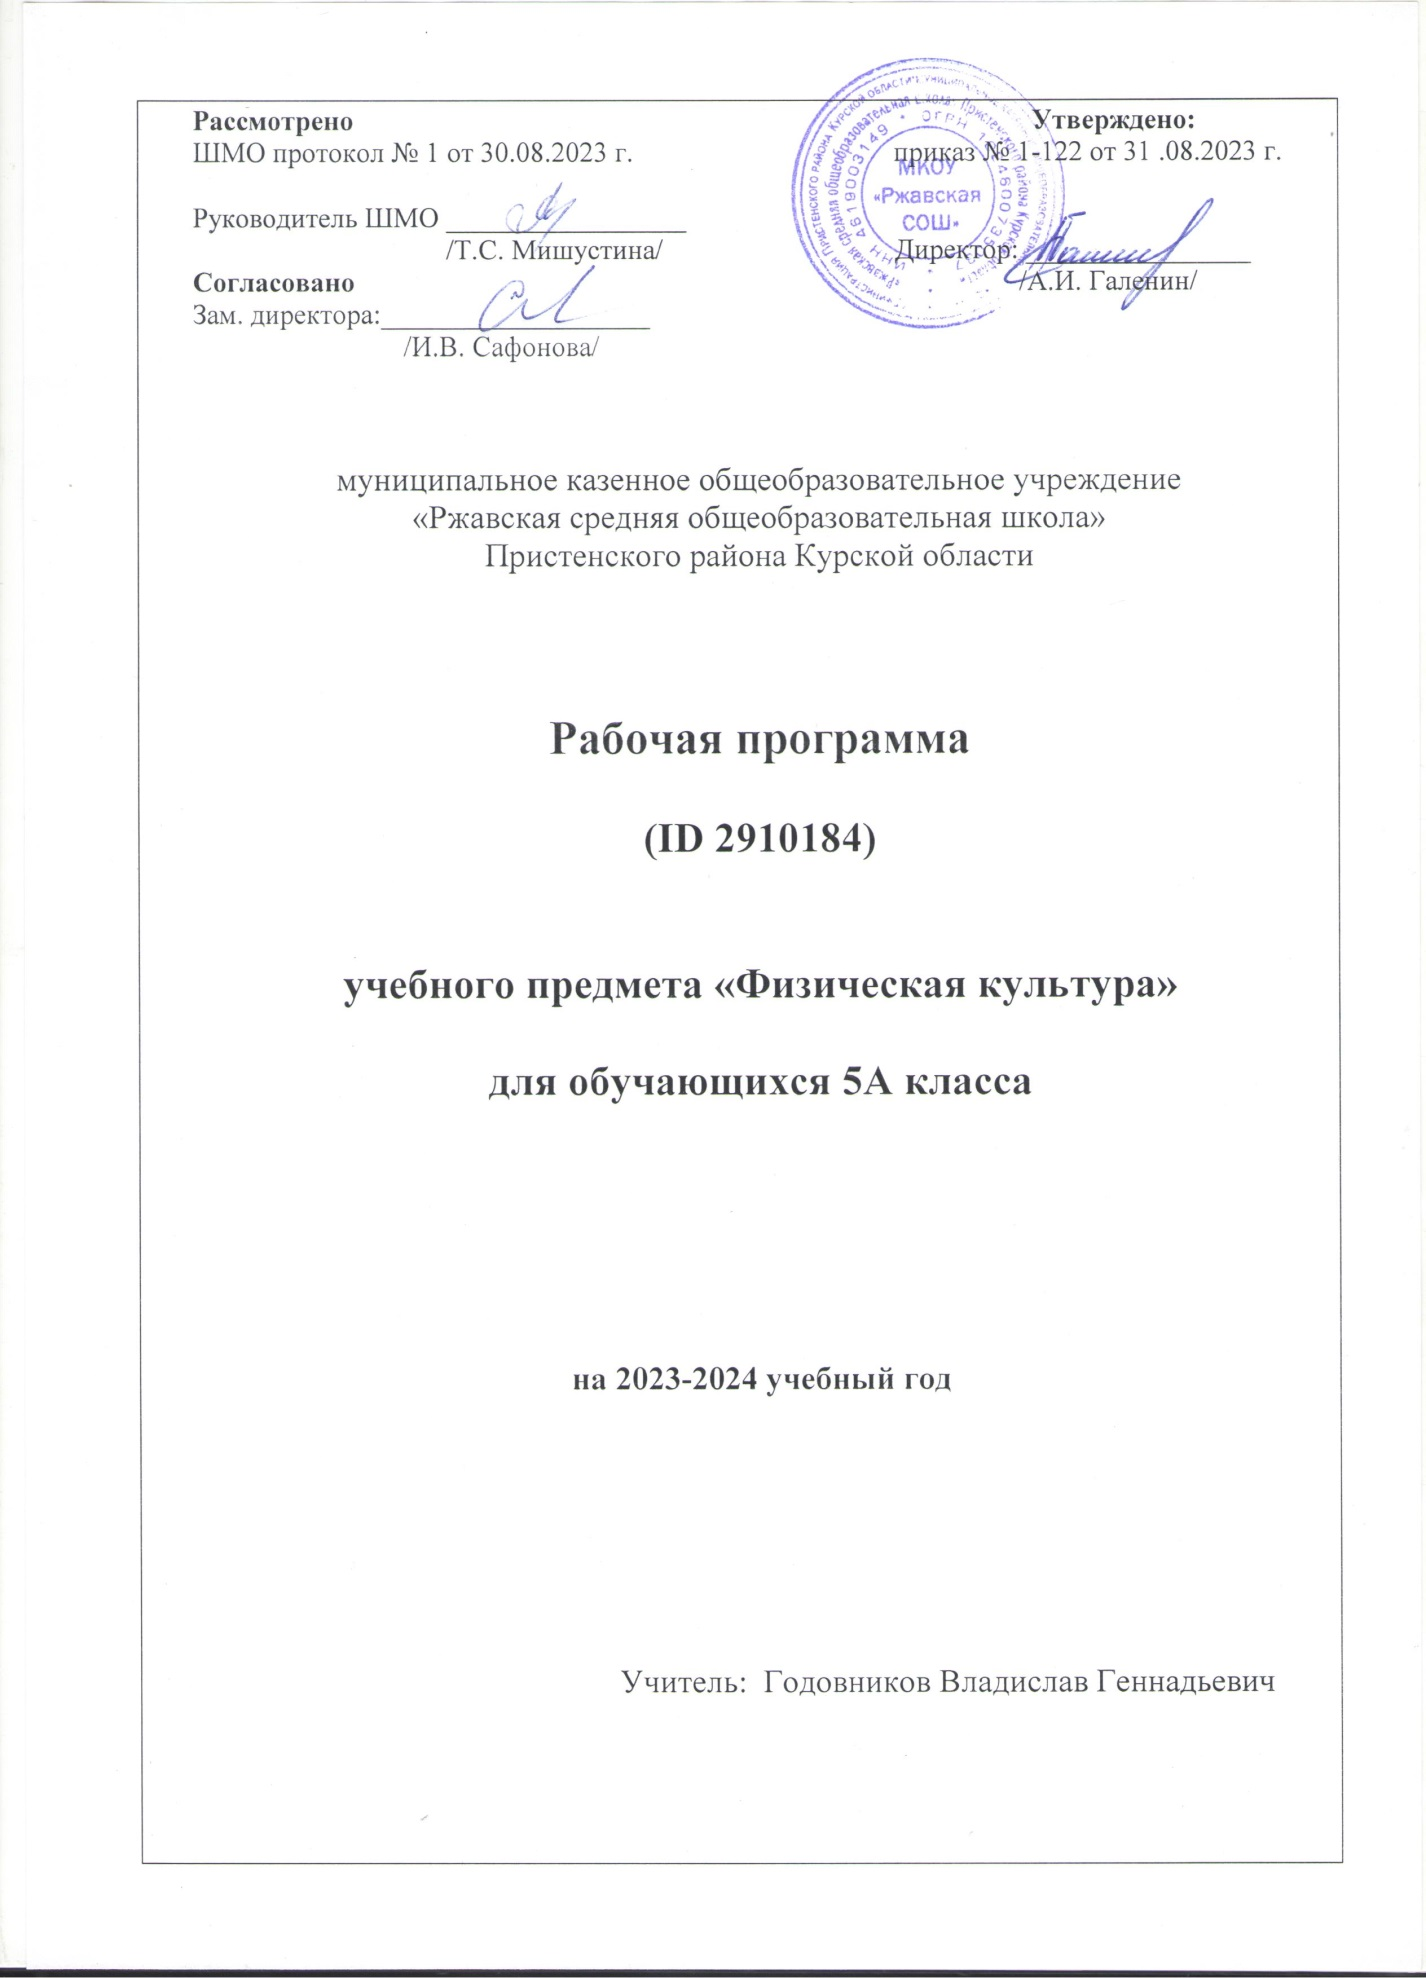 Рассмотрено
ШМО протокол № 1 от 30.08.2023 г.
Руководитель ШМО
/Т.С. Мишустина/
Согласовано
Зам. директора:
/И.В. Сафонова/
Утверждено:
приказ № 1-122 от 31 .08.2023 г.
Директор:
/А.И. Галенин/
МКОУ
«Ржавская
СОШ»
ИНН 4619003149 * ОГРН
муниципальное казенное общеобразовательное учреждение
«Ржавская средняя общеобразовательная школа»
Пристенского района Курской области
Рабочая программа
(ID 2910184)
учебного предмета «Физическая культура»
для обучающихся 5А класса
на 2023-2024 учебный год
Учитель:  Годовников Владислав Геннадьевич